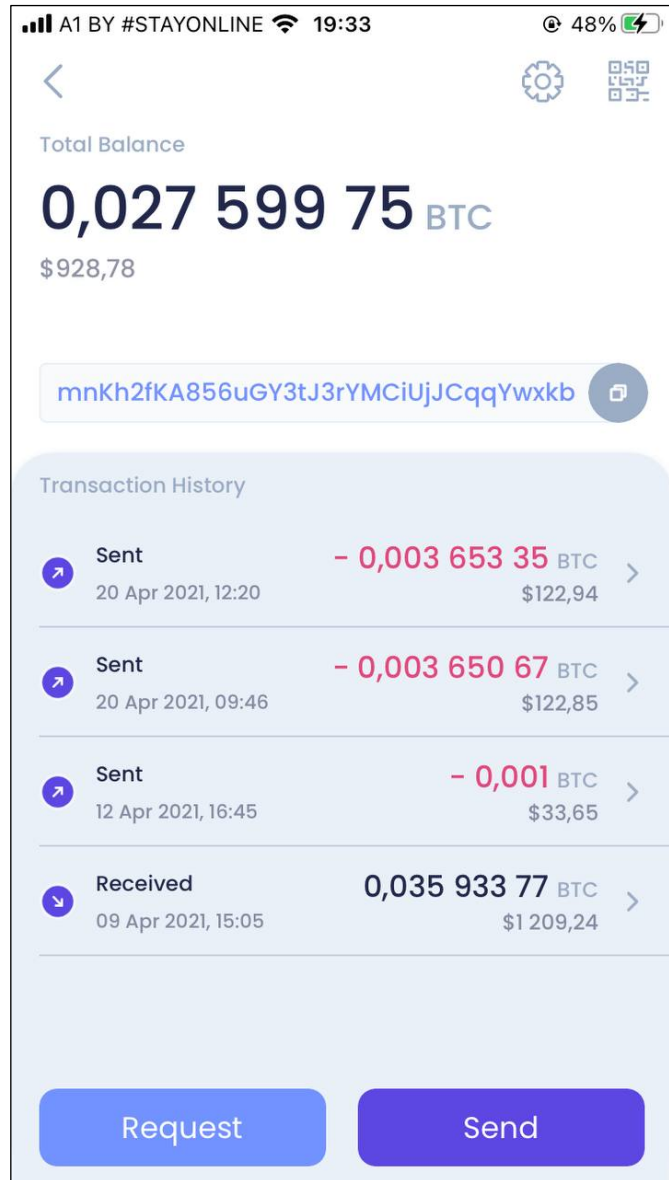 A1 BY #STAYONLINE 19:33 48%
Total Balance
0,027 599 75 BTC
$928,78
mnKh2fKA856uGY3tJ3rYMCiUjJCqqYwxkb
Transaction History
Sent - 0,003 653 35 BTC
20 Apr 2021, 12:20 $122,94
Sent - 0,003 650 67 BTC
20 Apr 2021, 09:46 $122,85
Sent - 0,001 BTC
12 Apr 2021, 16:45 $33,65
Received 0,035 933 77 BTC
09 Apr 2021, 15:05 $1 209,24
Request Send